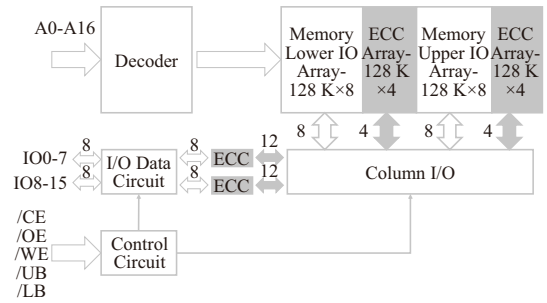 A0-A16
Decoder
Memory
Lower IO
Array-
128 K×8
ECC
Array-
128 K
×4
Memory
Upper IO
Array-
128 K×8
ECC
Array-
128 K
×4
8
4
8
4
IO0-7
8
I/O Data
Circuit
8
ECC
12
Column I/O
IO8-15
8
8
ECC
12
/CE
/OE
/WE
/UB
/LB
Control
Circuit